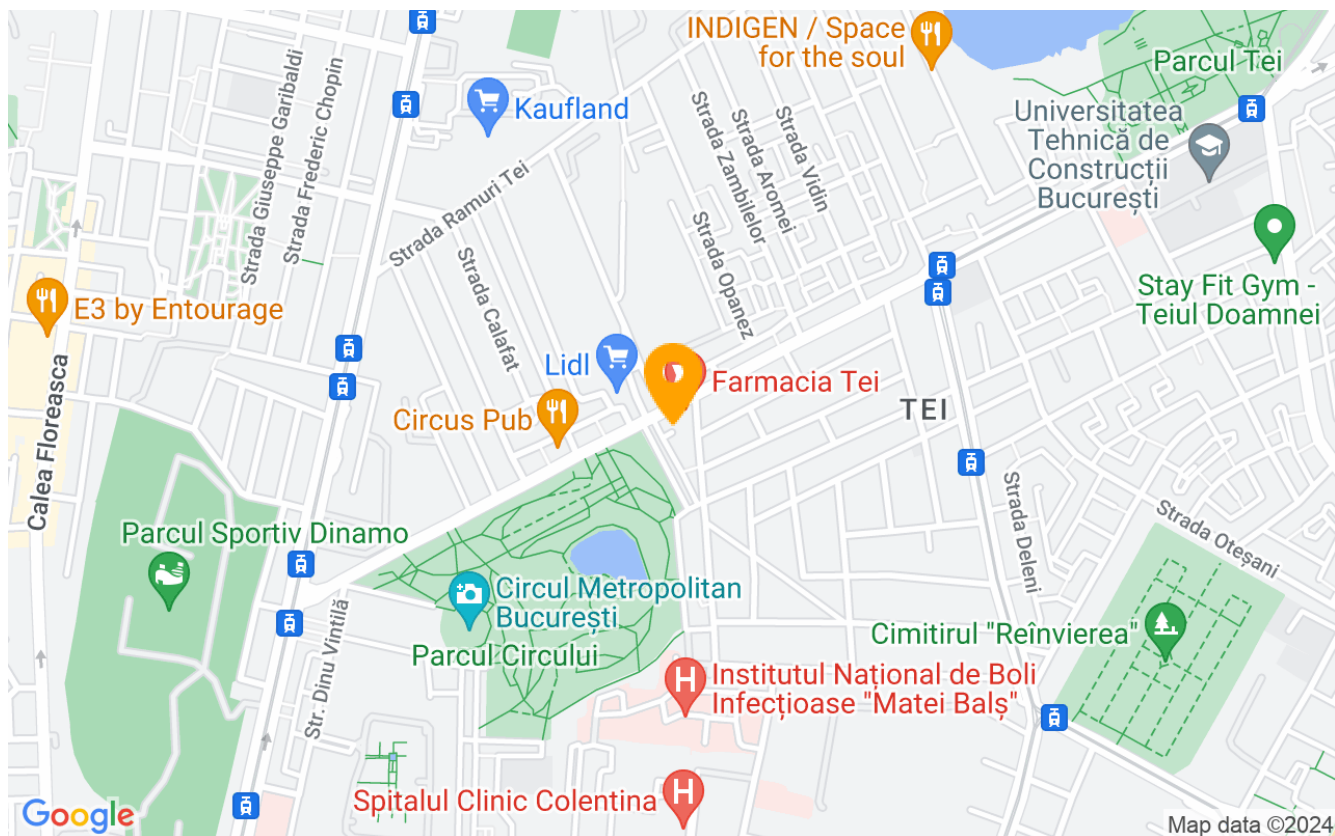 INDIGEN / Space
for the soul
Parcul Tei
Kaufland
Universitatea
Tehnică de
Construcții
București
Strada Giuseppe Garibaldi
Strada Frederic Chopin
Strada Ramuri Tei
Strada Zambilelor
Strada Aromei
Strada Vidin
Strada Opanez
Strada Calafat
E3 by Entourage
Stay Fit Gym -
Teiul Doamnei
Lidl
Farmacia Tei
Circus Pub
TEI
Calea Floreasca
Parcul Sportiv Dinamo
Strada Deleni
Strada Oteșani
Circul Metropolitan
București
Parcul Circului
Str. Dinu Vintilă
Cimitirul "Reînvierea"
H
Institutul Național de Boli
Infecțioase "Matei Balș"
Spitalul Clinic Colentina
H
Google
Map data ©2024